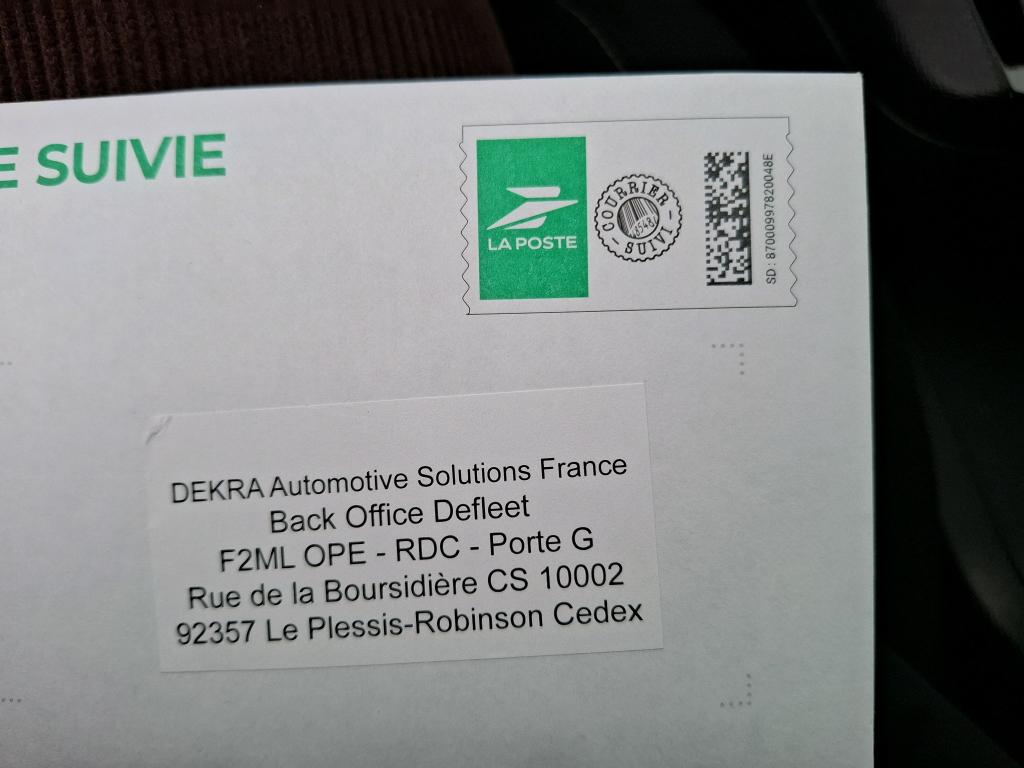 E SUIVIE
LA POSTE
COURRIER
SUIVI
SD : 87000997820048E
DEKRA Automotive Solutions France
Back Office Defleet
F2ML OPE - RDC - Porte G
Rue de la Boursidière CS 10002
92357 Le Plessis-Robinson Cedex